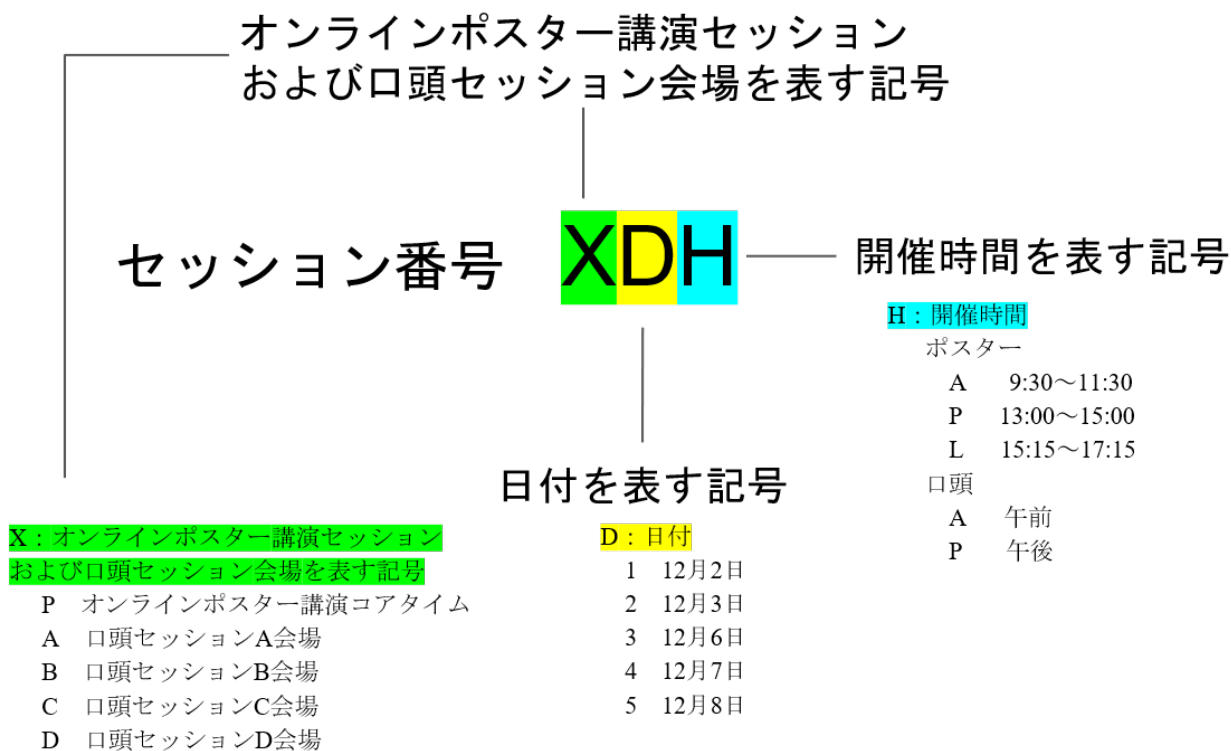 オンラインポスター講演セッション
および口頭セッション会場を表す記号
セッション番号 XDH
開催時間を表す記号
H：開催時間
ポスター
A 9:30～11:30
P 13:00～15:00
L 15:15～17:15
口頭
A 午前
P 午後
日付を表す記号
X：オンラインポスター講演セッション
および口頭セッション会場を表す記号
P オンラインポスター講演コアタイム
A 口頭セッションA会場
B 口頭セッションB会場
C 口頭セッションC会場
D 口頭セッションD会場
D：日付
1 12月2日
2 12月3日
3 12月6日
4 12月7日
5 12月8日